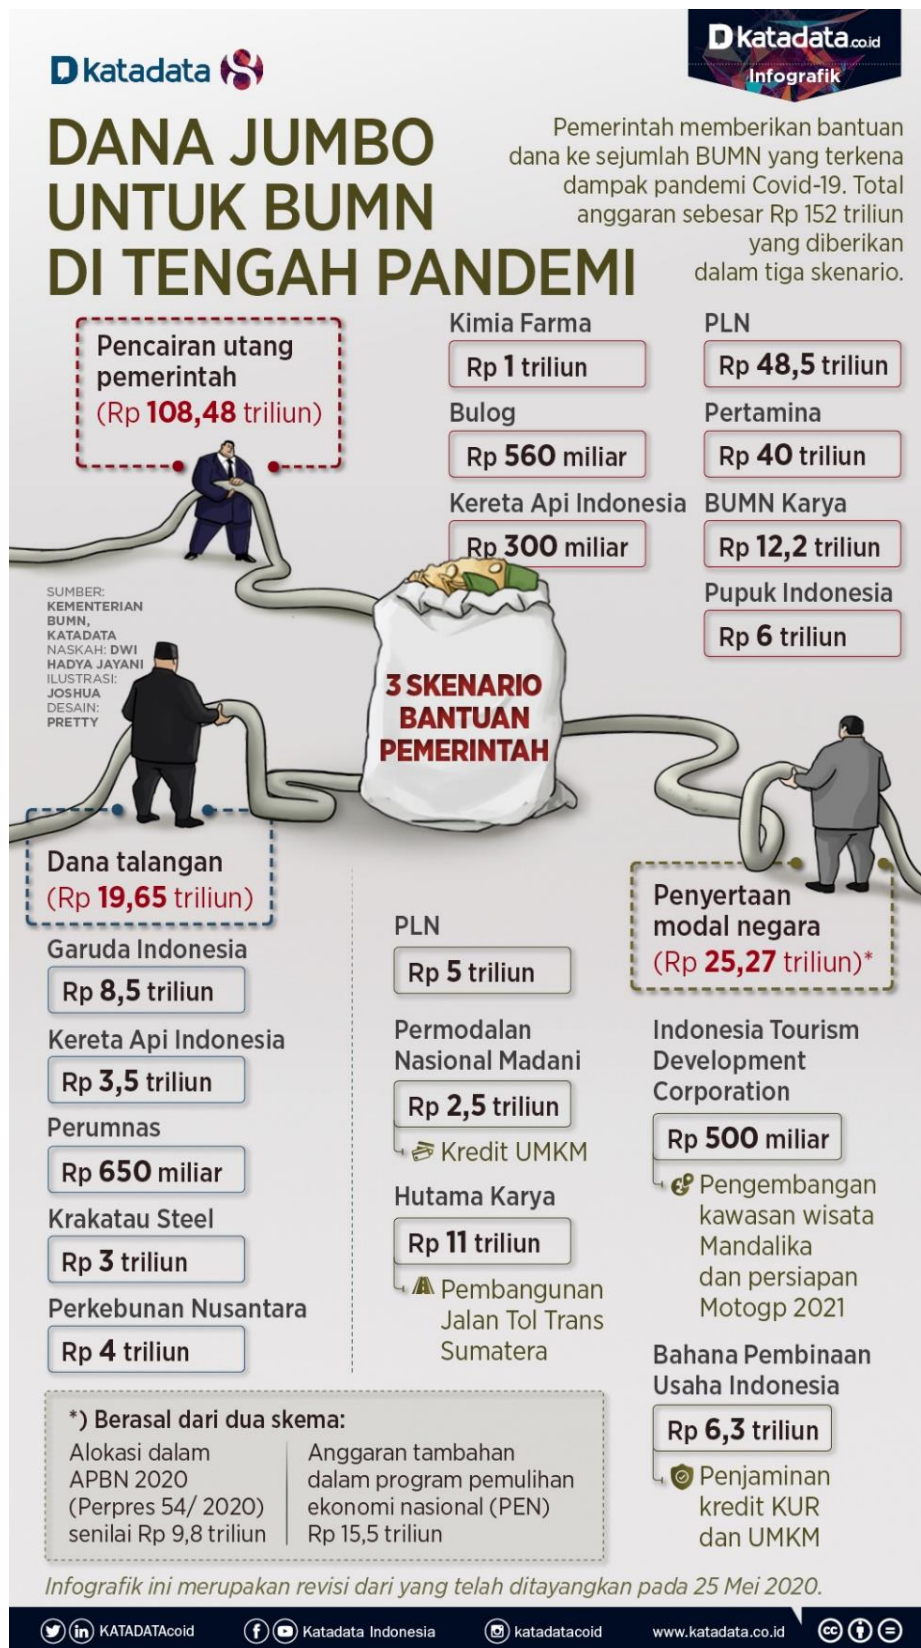 katadata
Dkatadata.co.id
Infografik
DANA JUMBO
UNTUK BUMN
DI TENGAH PANDEMI
Pemerintah memberikan bantuan
dana ke sejumlah BUMN yang terkena
dampak pandemi Covid-19. Total
anggaran sebesar Rp 152 triliun
yang diberikan
dalam tiga skenario.
Pencairan utang
pemerintah
(Rp 108,48 triliun)
Kimia Farma
Rp 1 triliun
Bulog
Rp 560 miliar
Kereta Api Indonesia
Rp 300 miliar
PLN
Rp 48,5 triliun
Pertamina
Rp 40 triliun
BUMN Karya
Rp 12,2 triliun
Pupuk Indonesia
Rp 6 triliun
SUMBER:
KEMENTERIAN
BUMN,
KATADATA
NASKAH: DWI
HADYA JAYANI
ILUSTRASI:
JOSHUA
DESAIN:
PRETTY
3 SKENARIO
BANTUAN
PEMERINTAH
Dana talangan
(Rp 19,65 triliun)
Garuda Indonesia
Rp 8,5 triliun
Kereta Api Indonesia
Rp 3,5 triliun
Perumnas
Rp 650 miliar
Krakatau Steel
Rp 3 triliun
Perkebunan Nusantara
Rp 4 triliun
Penyertaan
modal negara
(Rp 25,27 triliun)*
PLN
Rp 5 triliun
Permodalan
Nasional Madani
Rp 2,5 triliun
Kredit UMKM
Hutama Karya
Rp 11 triliun
Pembangunan
Jalan Tol Trans
Sumatera
Indonesia Tourism
Development
Corporation
Rp 500 miliar
Pengembangan
kawasan wisata
Mandalika
dan persiapan
Motogp 2021
Bahana Pembinaan
Usaha Indonesia
Rp 6,3 triliun
Penjaminan
kredit KUR
dan UMKM
*) Berasal dari dua skema:
Alokasi dalam
APBN 2020
(Perpres 54/ 2020)
senilai Rp 9,8 triliun
Anggaran tambahan
dalam program pemulihan
ekonomi nasional (PEN)
Rp 15,5 triliun
Infografik ini merupakan revisi dari yang telah ditayangkan pada 25 Mei 2020.
KATADATAcoid
Katadata Indonesia
katadatacoid
www.katadata.co.id